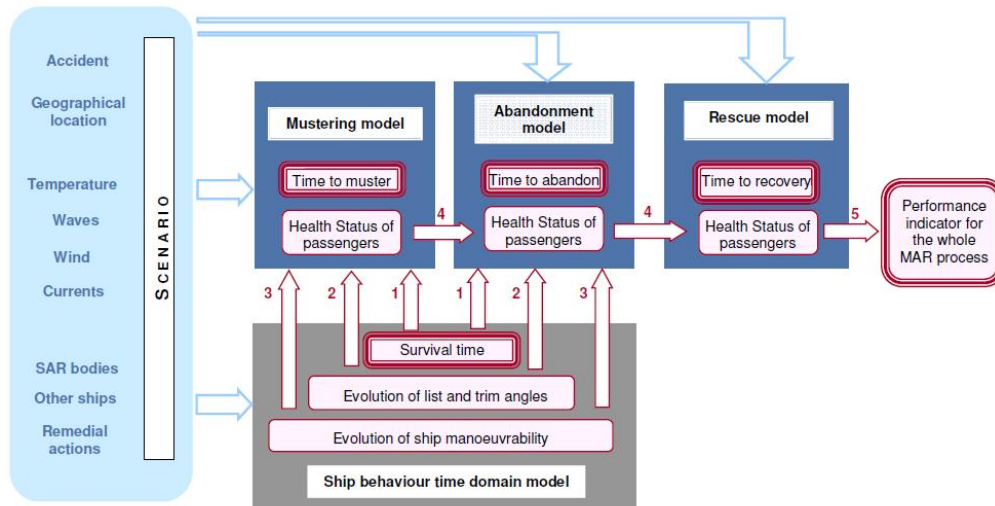 Accident
Geographical
location
Temperature
Waves
Wind
Currents
SAR bodies
Other ships
Remedial
actions
SCENARIO
Mustering model
Time to muster
Health Status of
passengers
Abandonment
model
Time to abandon
Health Status of
passengers
Rescue model
Time to recovery
Health Status of
passengers
4
4
5
Performance
indicator for
the whole
MAR process
3
2
1
1
2
3
Survival time
Evolution of list and trim angles
Evolution of ship manoeuvrability
Ship behaviour time domain model